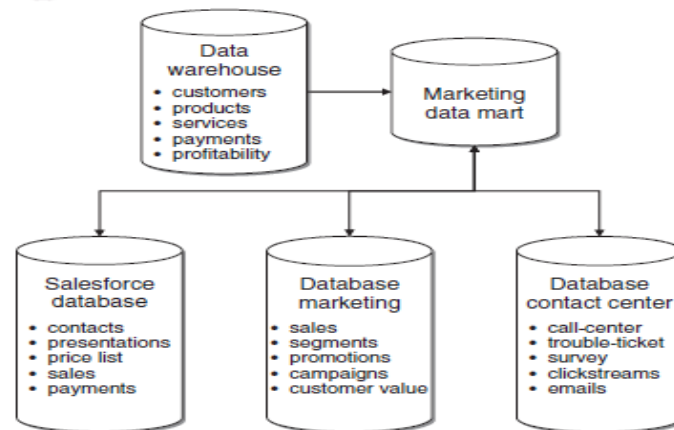 Data
warehouse
• customers
• products
• services
• payments
• profitability
Marketing
data mart
Salesforce
database
• contacts
• presentations
• price list
• sales
• payments
Database
marketing
• sales
• segments
• promotions
• campaigns
• customer value
Database
contact center
• call-center
• trouble-ticket
• survey
• clickstreams
• emails